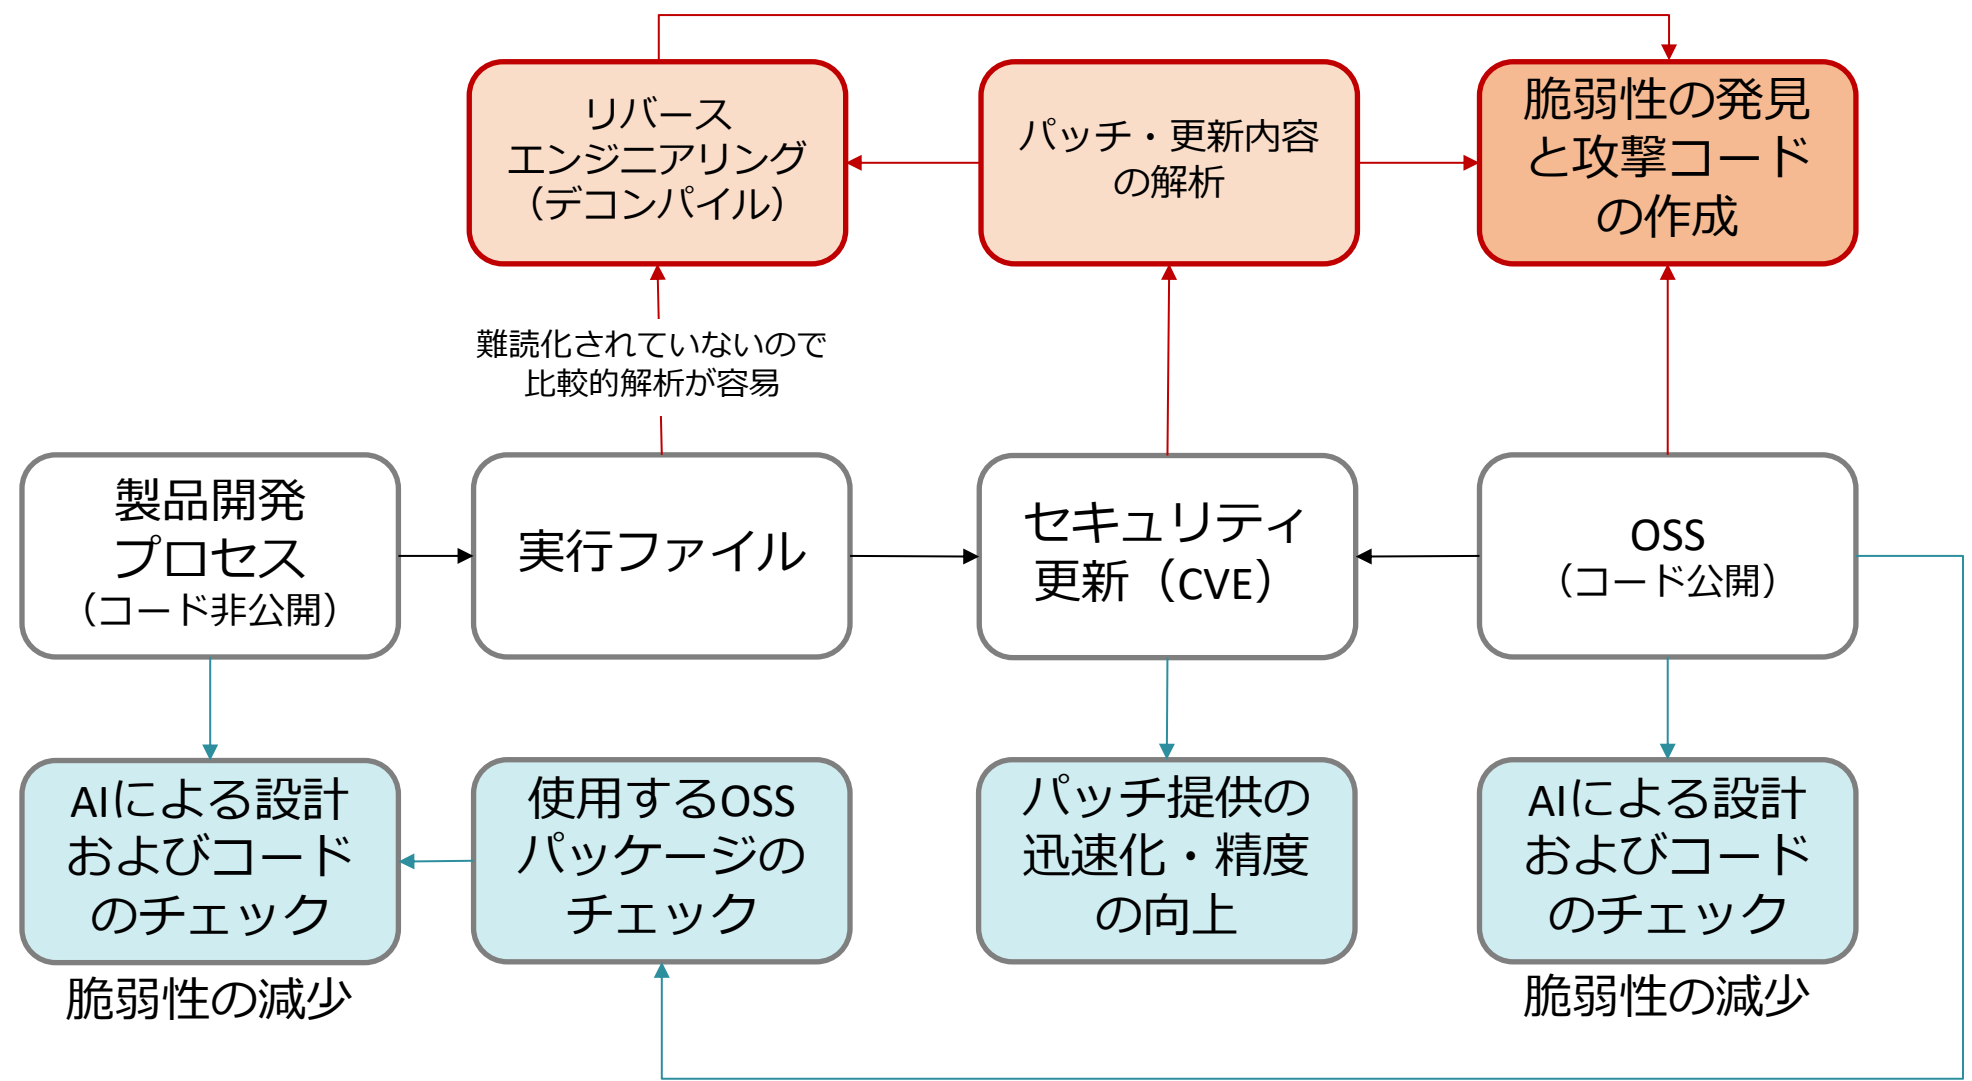 リバース
エンジニアリング
（デコンパイル）
パッチ・更新内容
の解析
脆弱性の発見
と攻撃コード
の作成
難読化されていないので
比較的解析が容易
製品開発
プロセス
（コード非公開）
実行ファイル
セキュリティ
更新（CVE）
OSS
（コード公開）
AIによる設計
およびコード
のチェック
脆弱性の減少
使用するOSS
パッケージの
チェック
パッチ提供の
迅速化・精度
の向上
AIによる設計
およびコード
のチェック
脆弱性の減少